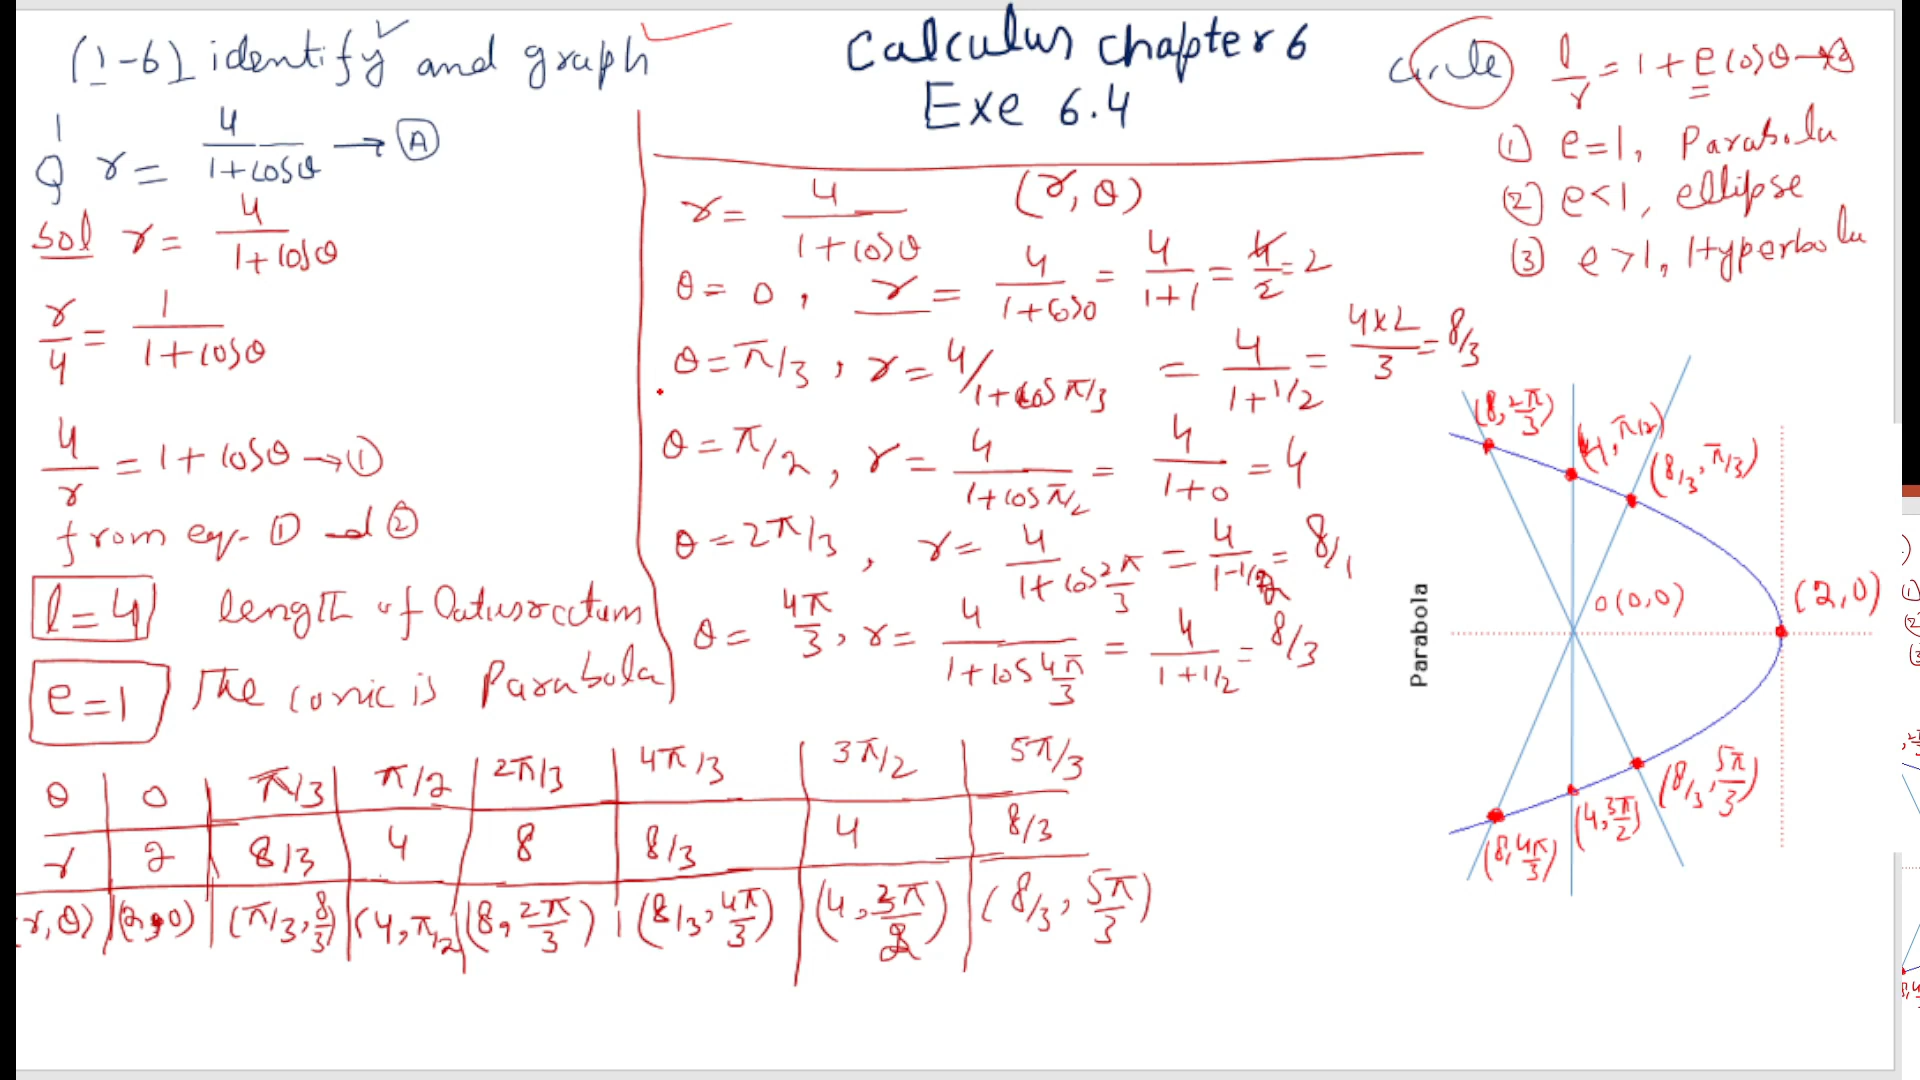 (1-6) identify and graph
Calculus chapter 6
Exe 6.4
circle l/r = 1 + e cosθ → ②
① e=1, Parabola
② e<1, ellipse
③ e>1, Hyperbola
Q1 r = 4/(1+cosθ) → Ⓐ
sol r = 4/(1+cosθ)
r/4 = 1/(1+cosθ)
4/r = 1+cosθ → ①
from eq. ① and ②
l=4 length of Latusrectum
e=1 The conic is Parabola
r = 4/(1+cosθ) (r, θ)
θ = 0, r = 4/(1+cos0) = 4/(1+1) = 4/2 = 2
θ = π/3, r = 4/(1+cosπ/3) = 4/(1+1/2) = (4×2)/3 = 8/3
θ = π/2, r = 4/(1+cosπ/2) = 4/(1+0) = 4
θ = 2π/3, r = 4/(1+cos2π/3) = 4/(1-1/2) = 8/1
θ = 4π/3, r = 4/(1+cos4π/3) = 4/(1+1/2) = 8/3
θ | 0 | π/3 | π/2 | 2π/3 | 4π/3 | 3π/2 | 5π/3
r | 2 | 8/3 | 4 | 8 | 8/3 | 4 | 8/3
(r, θ) | (2,0) | (π/3, 8/3) | (4, π/2 | (8, 2π/3) | (8/3, 4π/3) | (4, 3π/2) | (8/3, 5π/3)
Parabola
(8, 2π/3)
(4, π/2)
(8/3, π/3)
0(0,0)
(2,0)
(8/3, 5π/3)
(4, 3π/2)
(8, 4π/3)